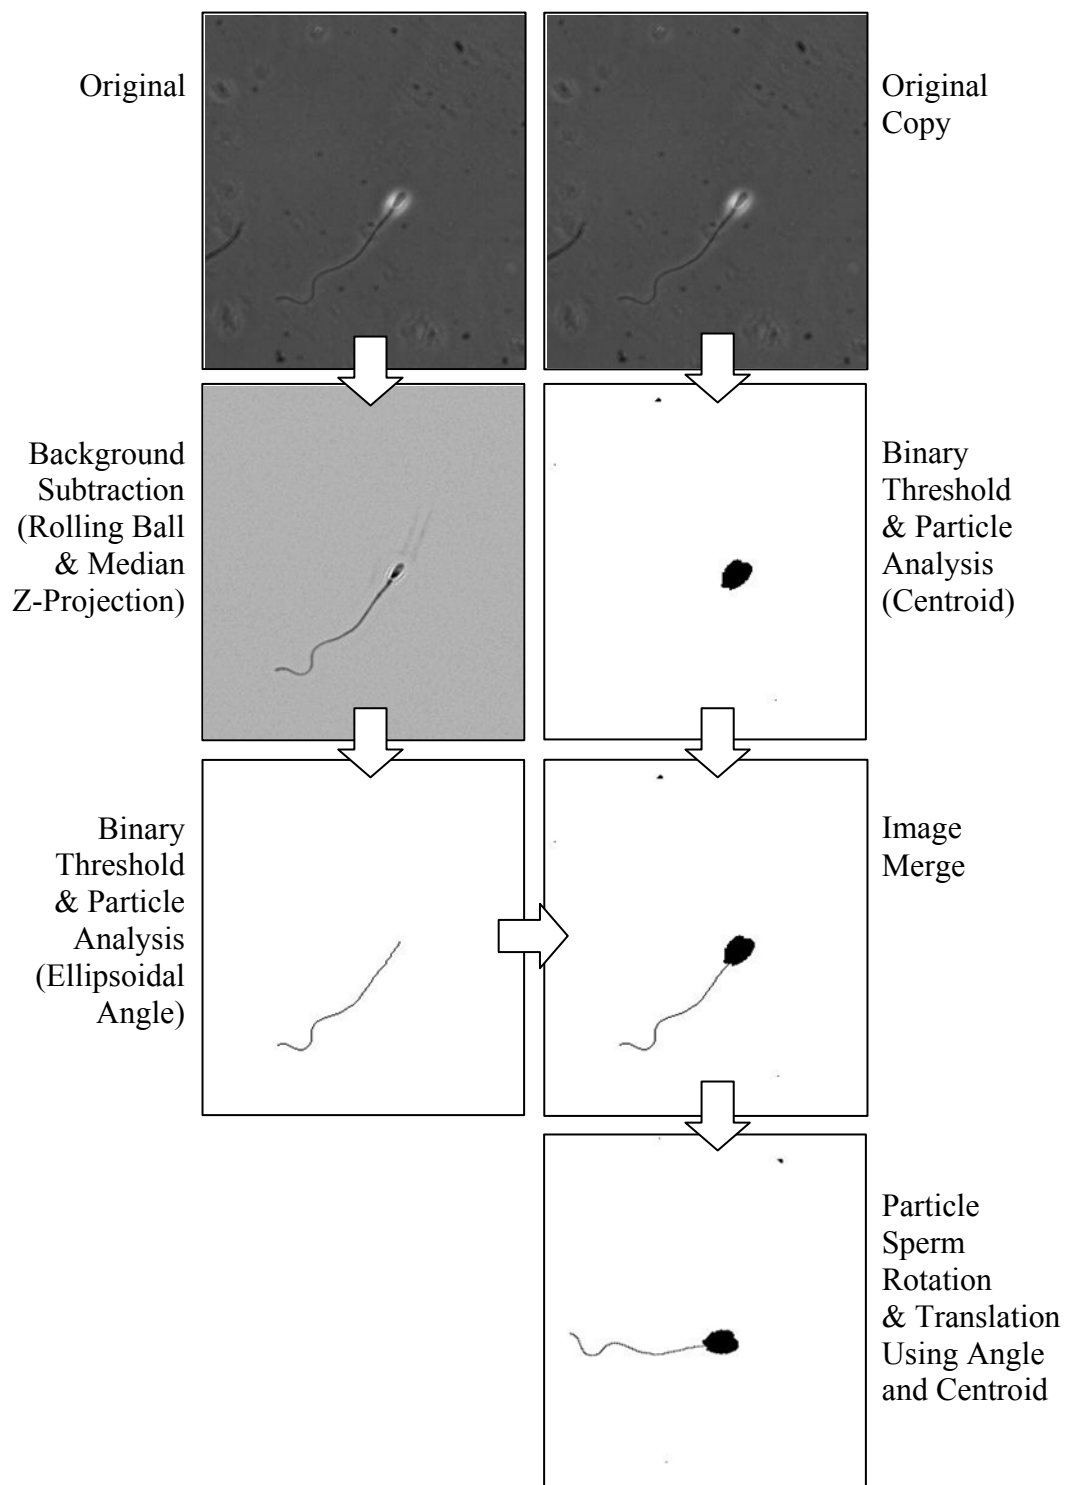 Original
Original
Copy
Background
Subtraction
(Rolling Ball
& Median
Z-Projection)
Binary
Threshold
& Particle
Analysis
(Centroid)
Binary
Threshold
& Particle
Analysis
(Ellipsoidal
Angle)
Image
Merge
Particle
Sperm
Rotation
& Translation
Using Angle
and Centroid